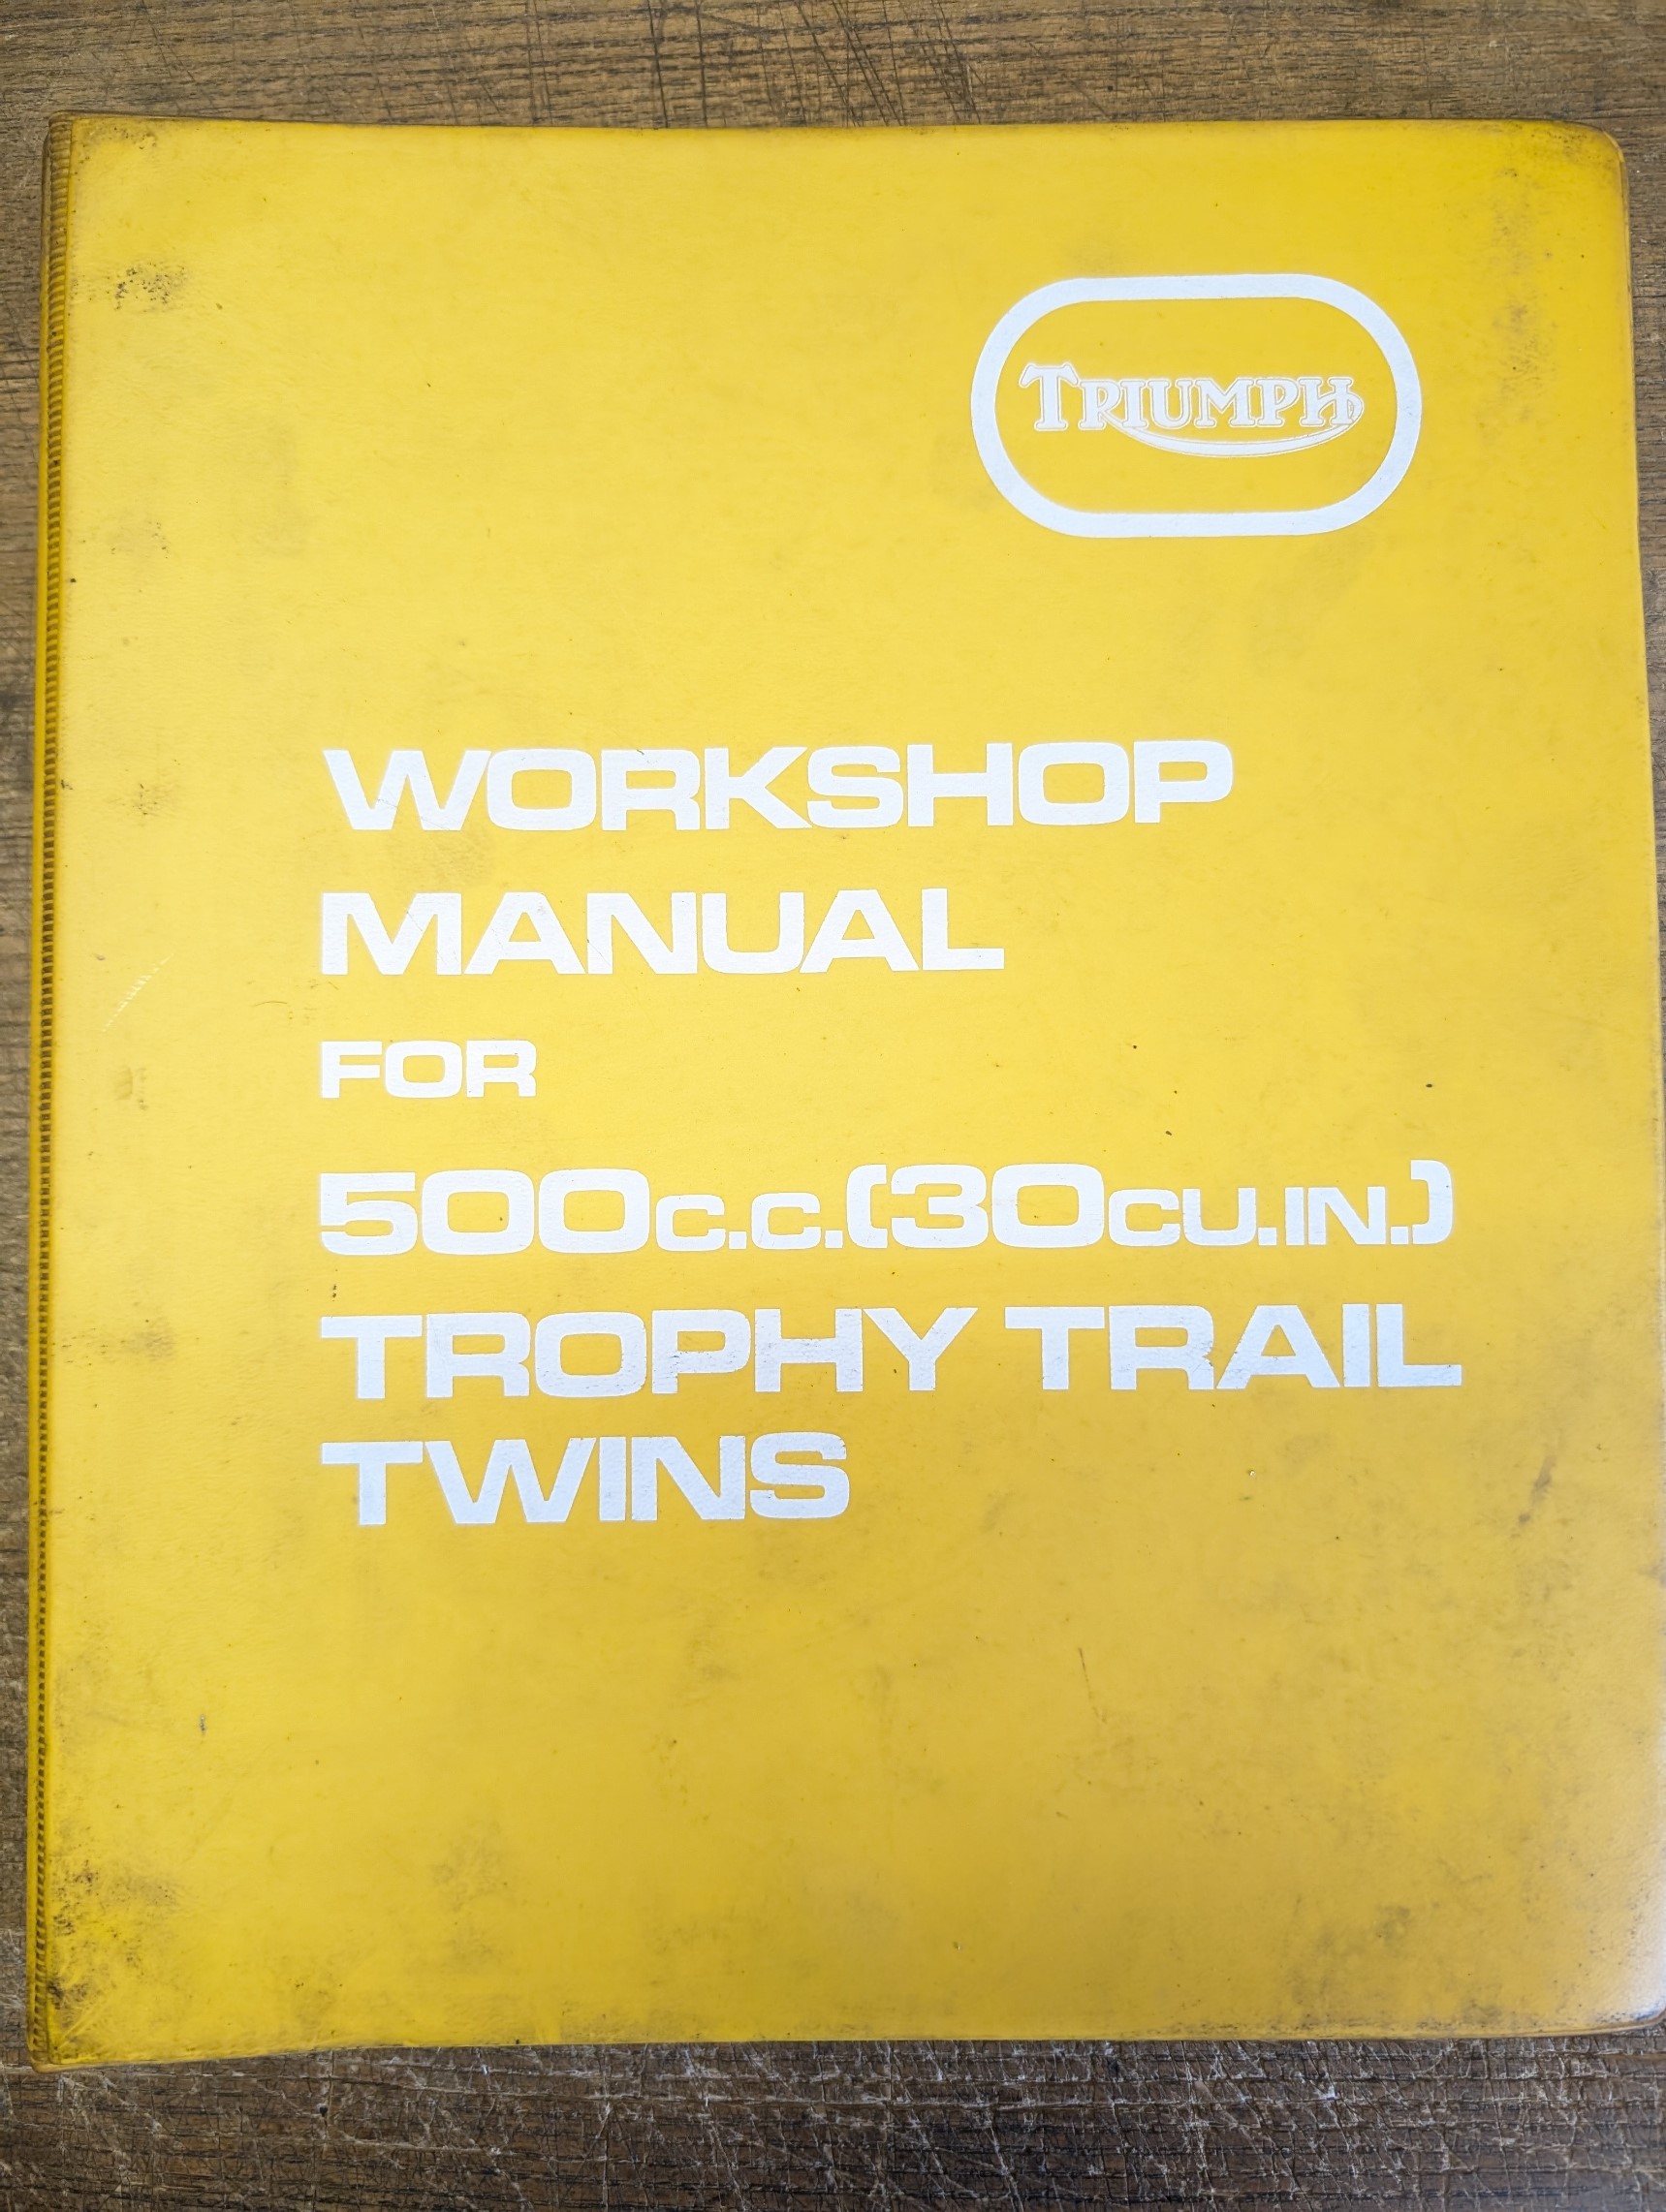 TRIUMPH
WORKSHOP
MANUAL
FOR
500C.C.(30CU.IN.)
TROPHY TRAIL
TWINS